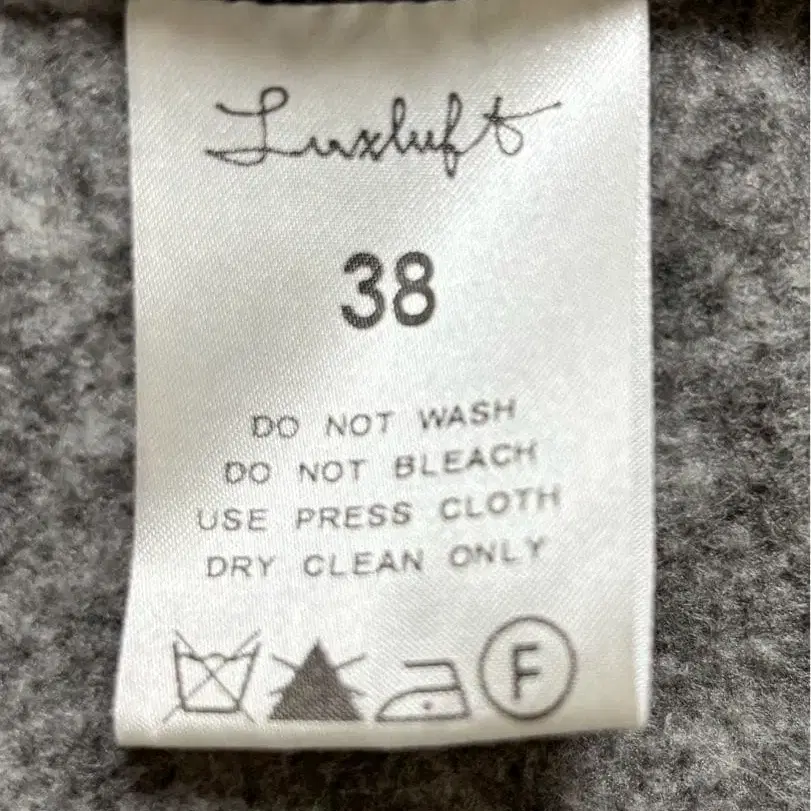 Luxluft
38
DO NOT WASH
DO NOT BLEACH
USE PRESS CLOTH
DRY CLEAN ONLY
F